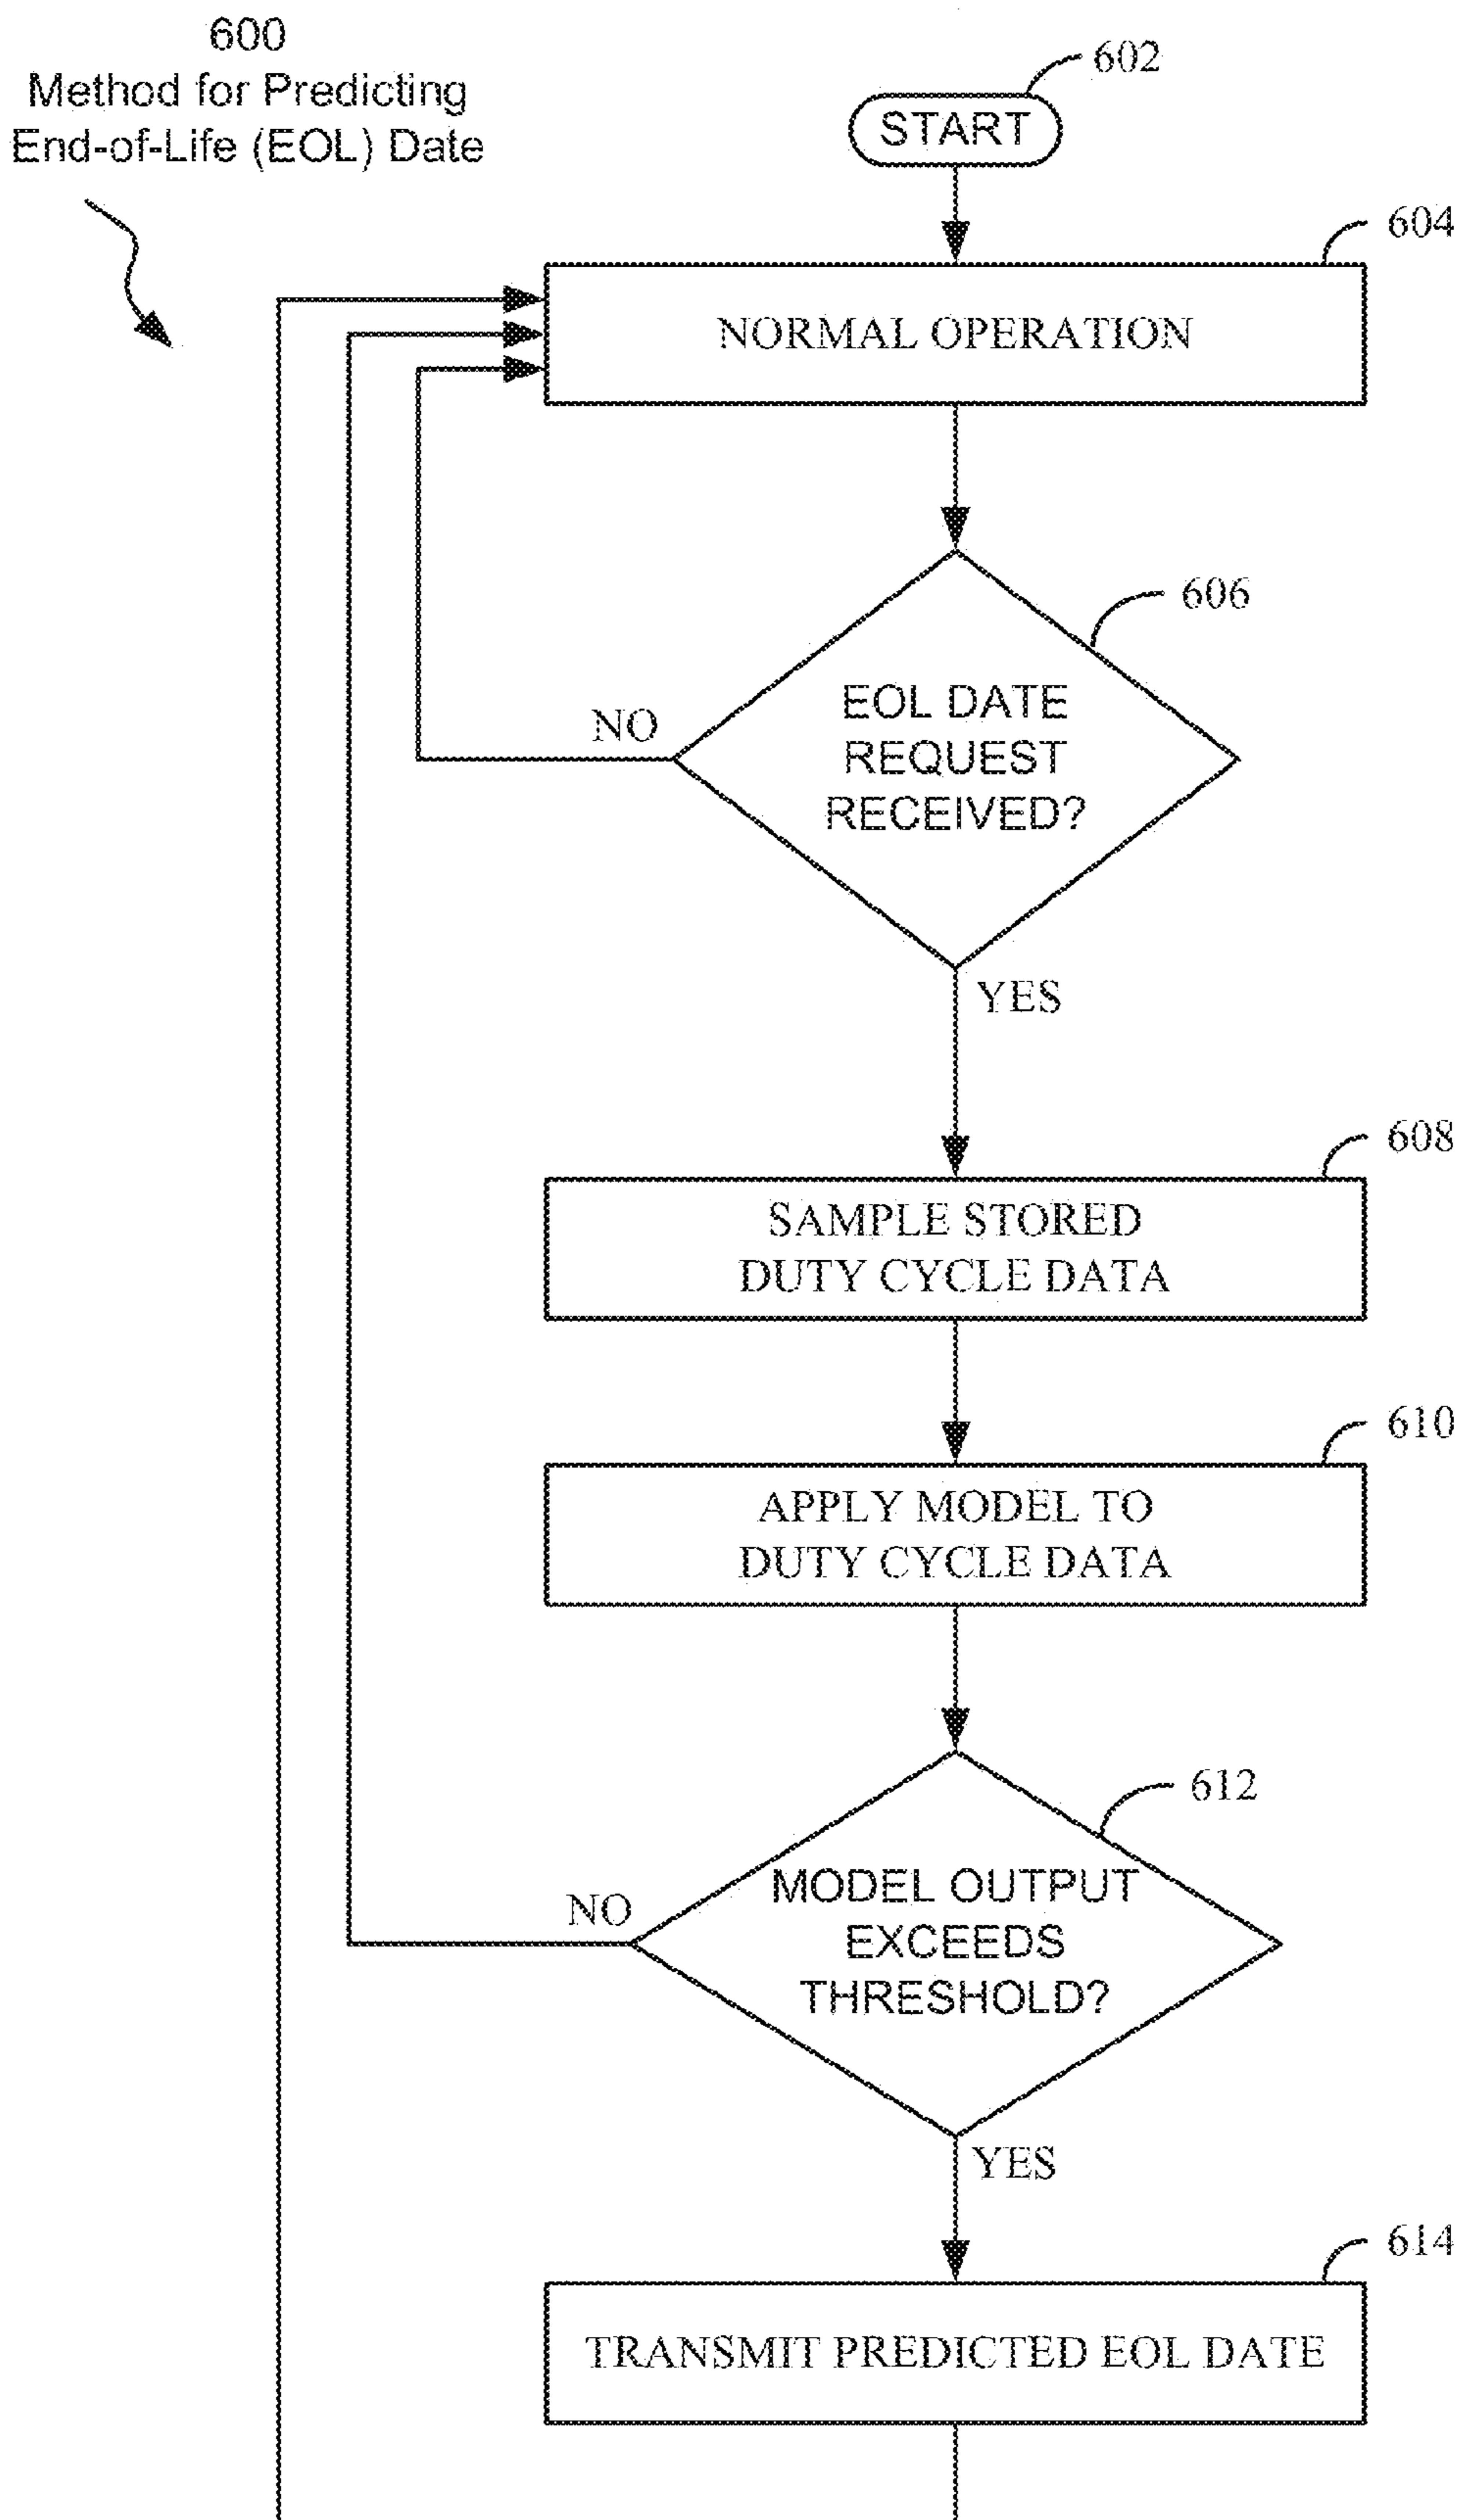 600
Method for Predicting
End-of-Life (EOL) Date
602
START
604
NORMAL OPERATION
606
EOL DATE
REQUEST
RECEIVED?
NO
YES
608
SAMPLE STORED
DUTY CYCLE DATA
610
APPLY MODEL TO
DUTY CYCLE DATA
612
MODEL OUTPUT
EXCEEDS
THRESHOLD?
NO
YES
614
TRANSMIT PREDICTED EOL DATE